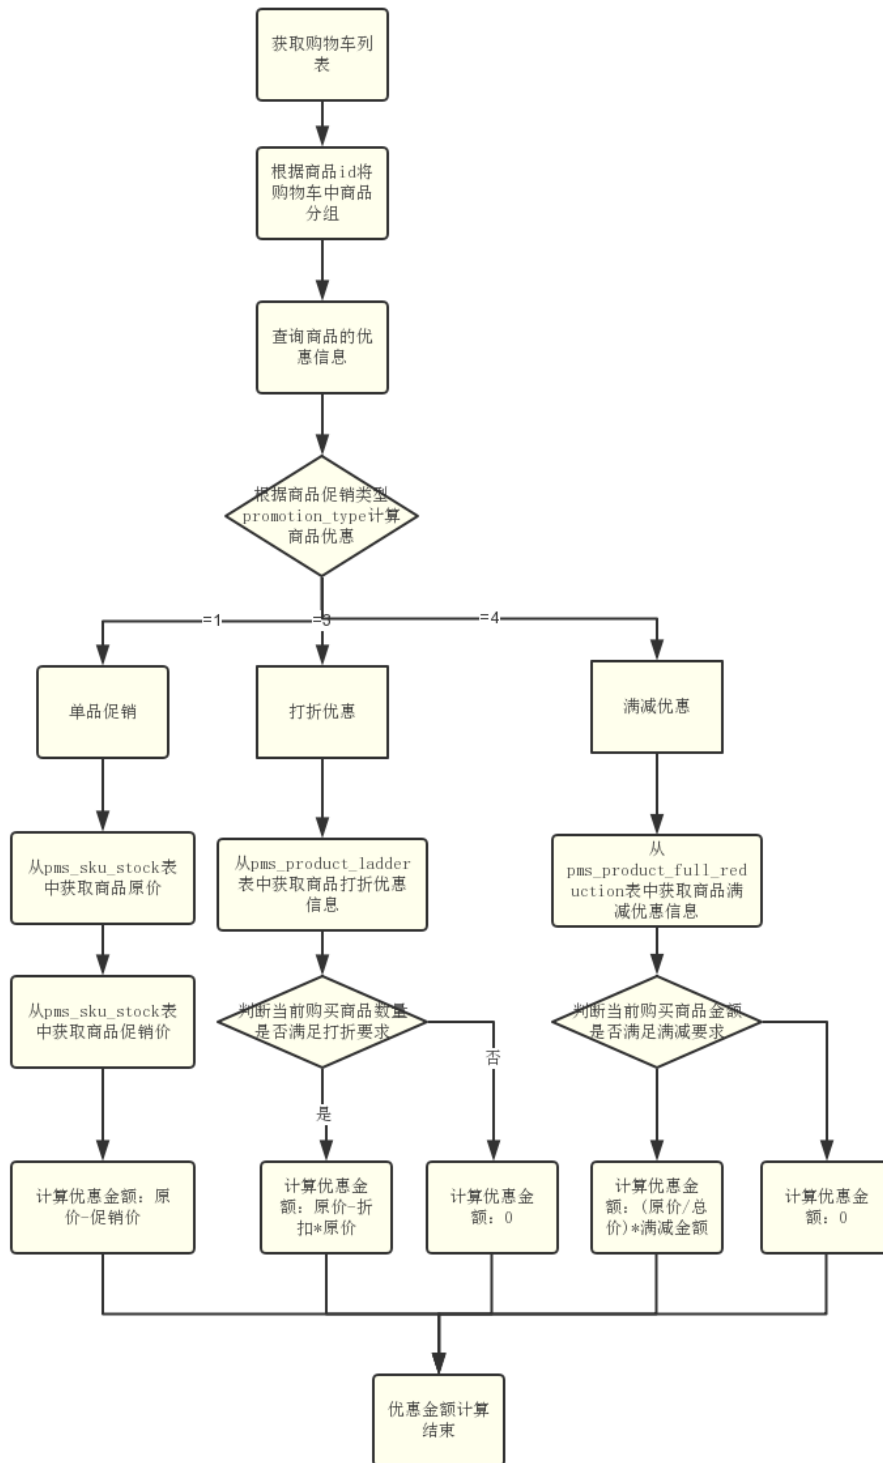 获取购物车列
表
根据商品id将
购物车中商品
分组
查询商品的优
惠信息
根据商品促销类型
promotion_type计算
商品优惠
=1
=3
=4
单品促销
打折优惠
满减优惠
从pms_sku_stock表
中获取商品原价
从pms_product_ladder
表中获取商品打折优惠
信息
从
pms_product_full_red
uction表中获取商品满
减优惠信息
从pms_sku_stock表
中获取商品促销价
判断当前购买商品数量
是否满足打折要求
判断当前购买商品金额
是否满足满减要求
否
是
计算优惠金额：原
价-促销价
计算优惠金
额：原价-折
扣*原价
计算优惠金
额：0
计算优惠金
额：(原价/总
价)*满减金额
计算优惠金
额：0
优惠金额计算
结束